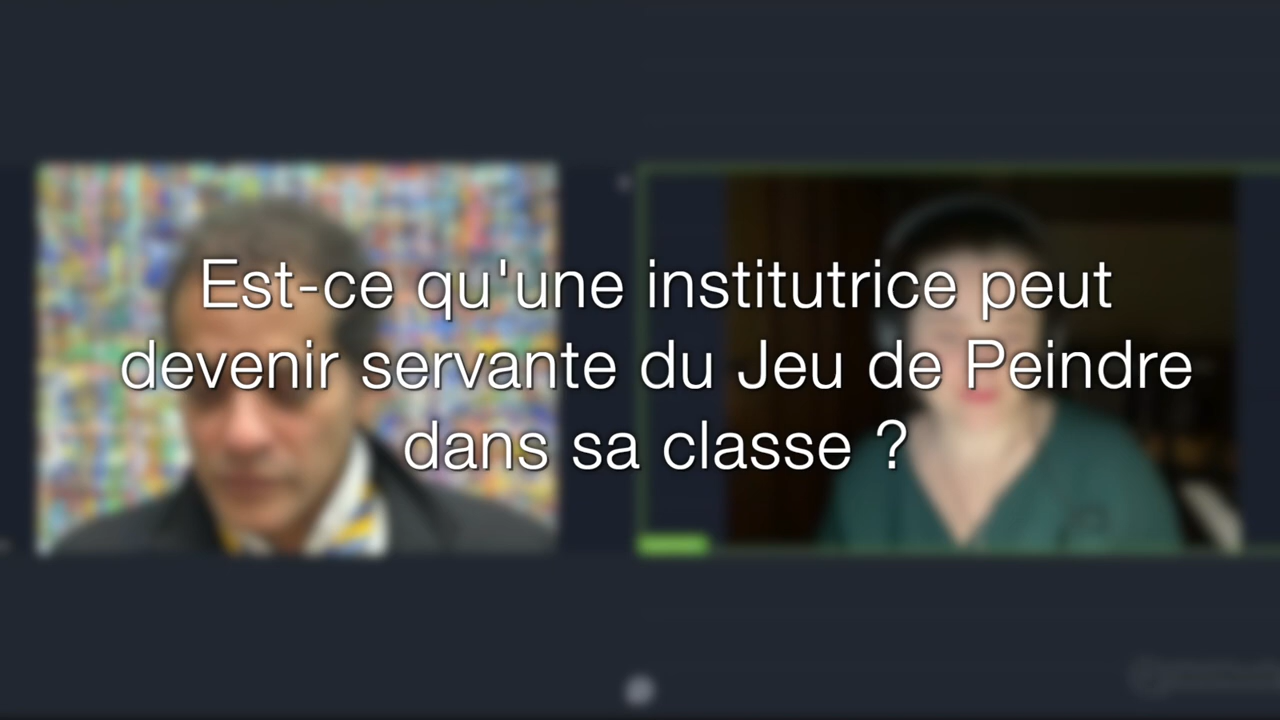 Est-ce qu'une institutrice peut
devenir servante du Jeu de Peindre
dans sa classe ?